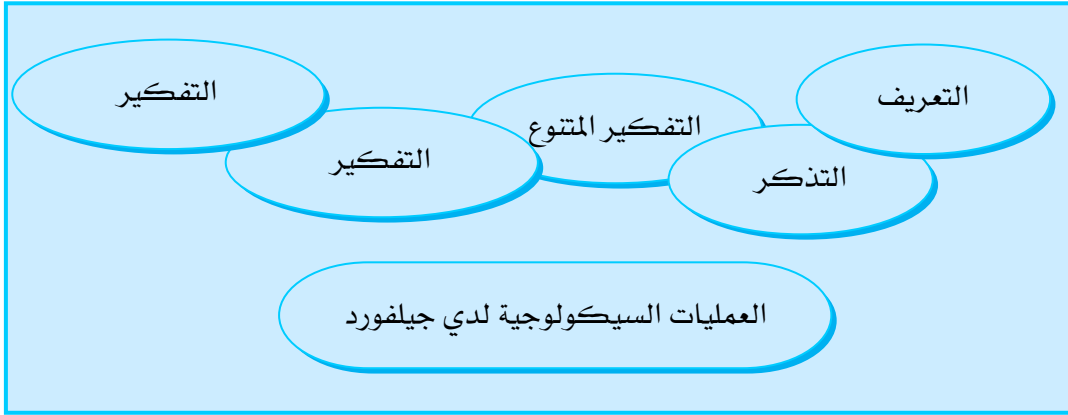 التعريف
التذكر
التفكير المتنوع
التفكير
التفكير
العمليات السيكولوجية لدي جيلفورد